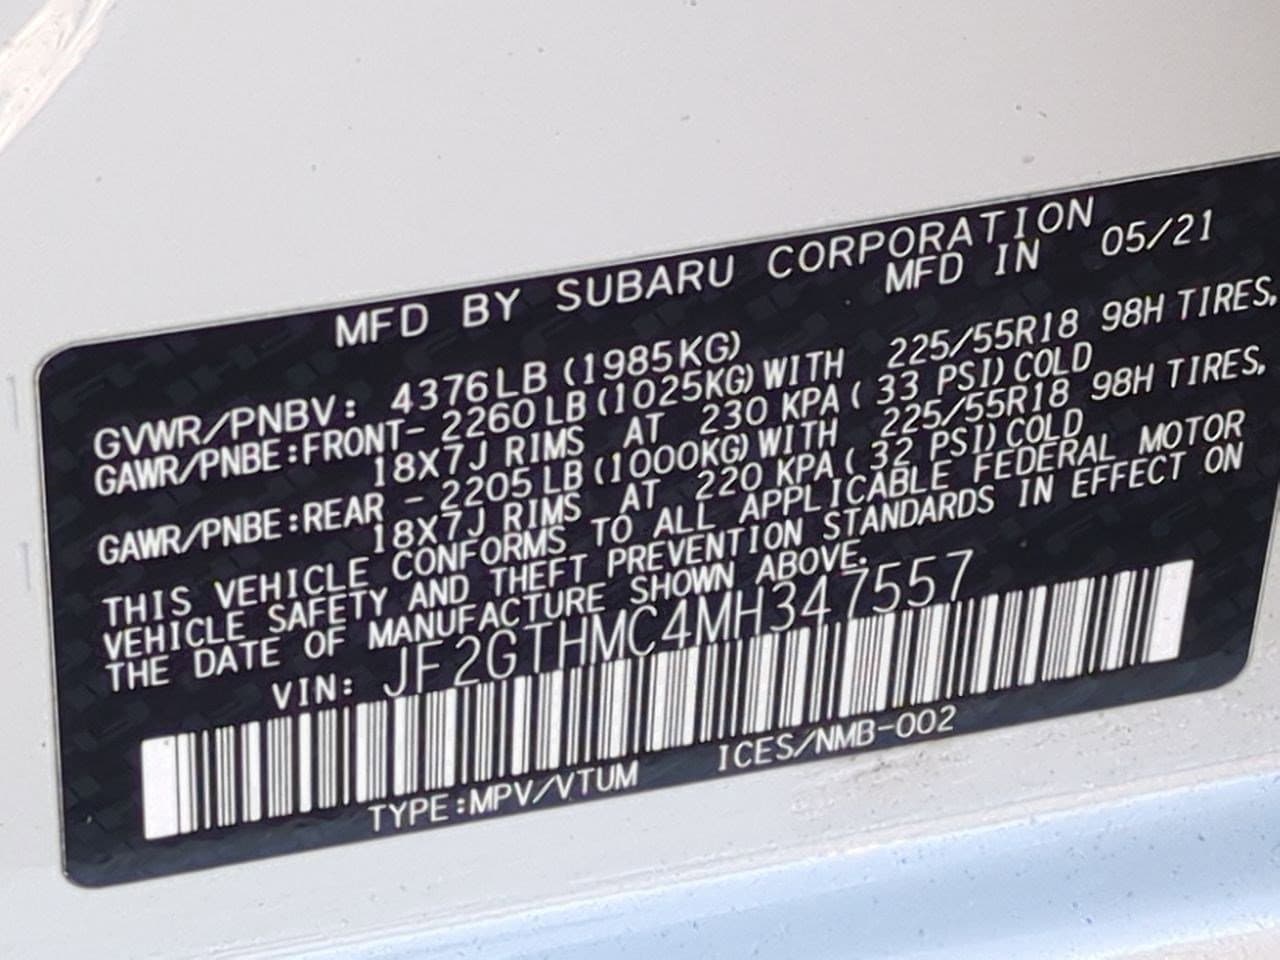 MFD BY SUBARU CORPORATION
MFD IN 05/21
GVWR/PNBV: 4376LB (1985KG)
GAWR/PNBE:FRONT- 2260 LB (1025KG) WITH 225/55R18 98H TIRES,
18X7J RIMS AT 230 KPA ( 33 PSI) COLD
GAWR/PNBE:REAR - 2205 LB (1000KG) WITH 225/55R18 98H TIRES,
18X7J RIMS AT 220 KPA ( 32 PSI) COLD
THIS VEHICLE CONFORMS TO ALL APPLICABLE FEDERAL MOTOR
VEHICLE SAFETY AND THEFT PREVENTION STANDARDS IN EFFECT ON
THE DATE OF MANUFACTURE SHOWN ABOVE.
VIN: JF2GTHMC4MH347557
TYPE:MPV/VTUM ICES/NMB-002